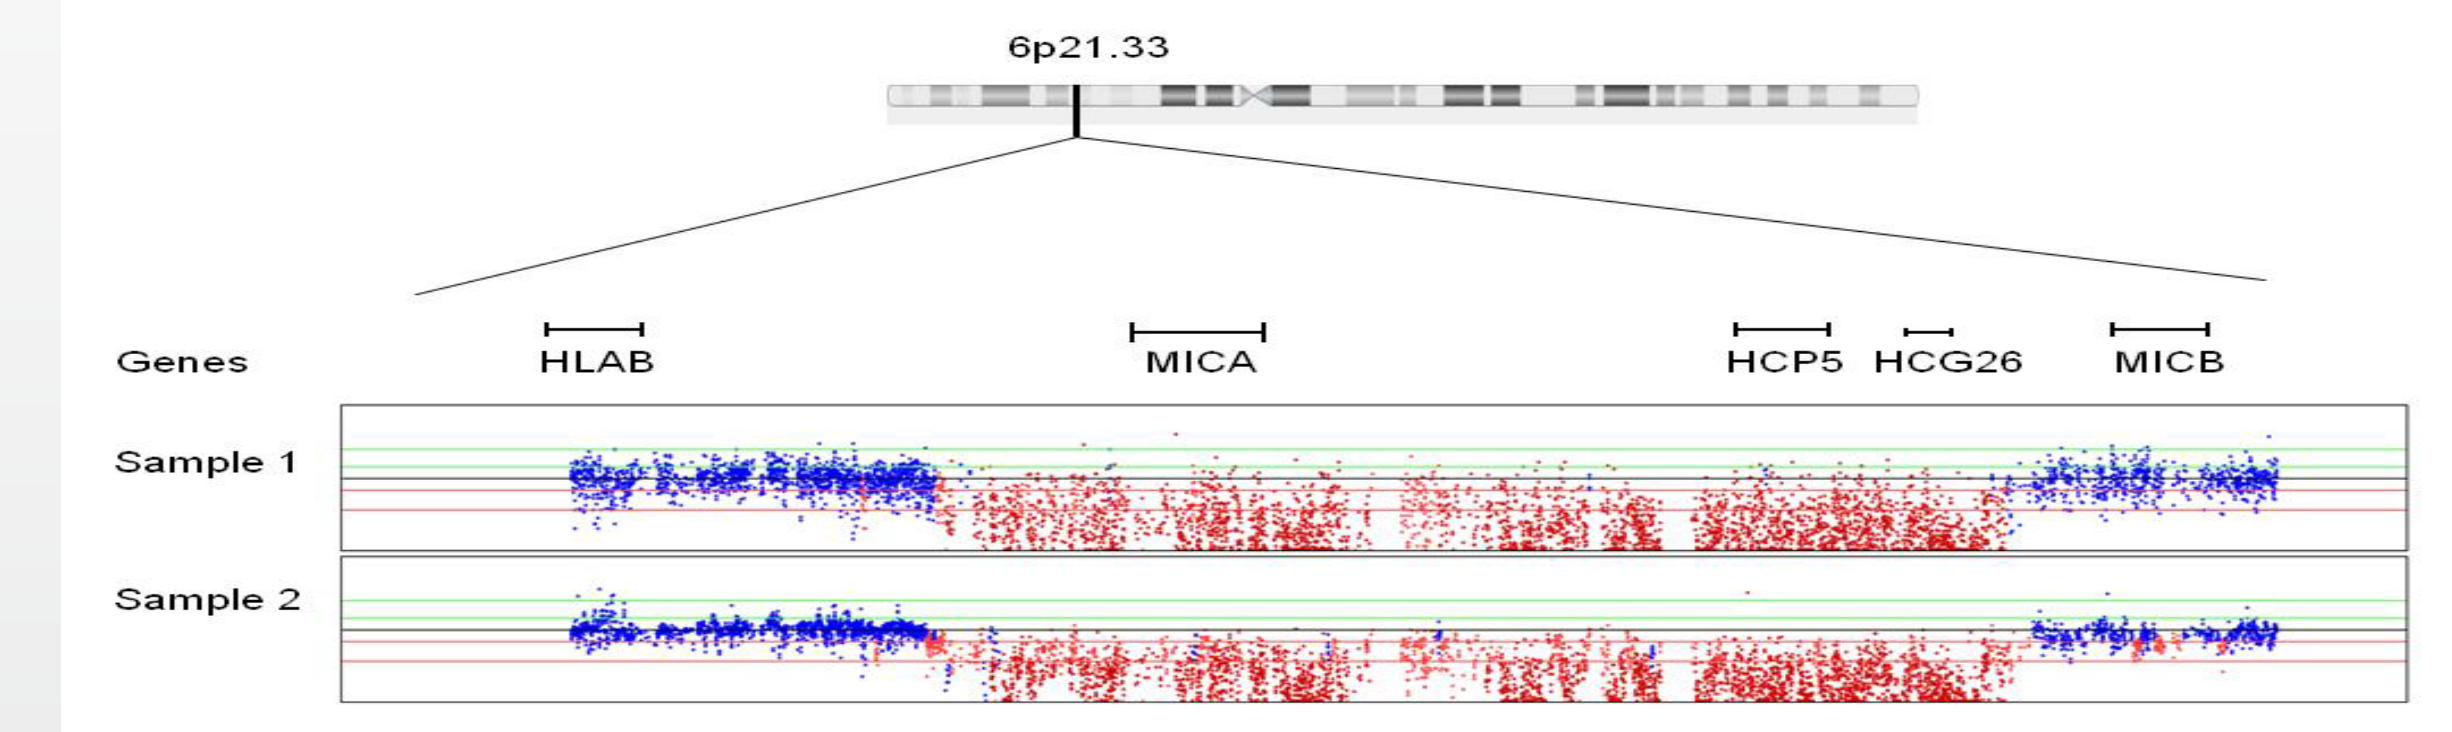 6p21.33
Genes HLAB MICA HCP5 HCG26 MICB
Sample 1
Sample 2